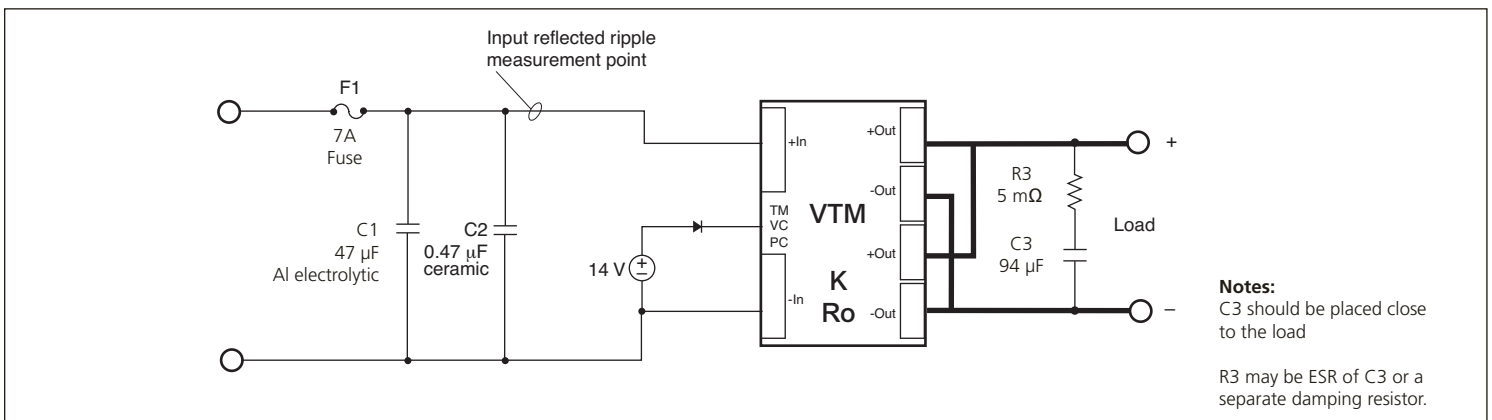 Input reflected ripple
measurement point
F1
7A
Fuse
C1
47 µF
Al electrolytic
C2
0.47 µF
ceramic
14 V
+
–
+In
TM
VC
PC
-In
VTM
K
Ro
+Out
-Out
+Out
-Out
R3
5 mΩ
C3
94 µF
Load
+
–
Notes:
C3 should be placed close
to the load
R3 may be ESR of C3 or a
separate damping resistor.